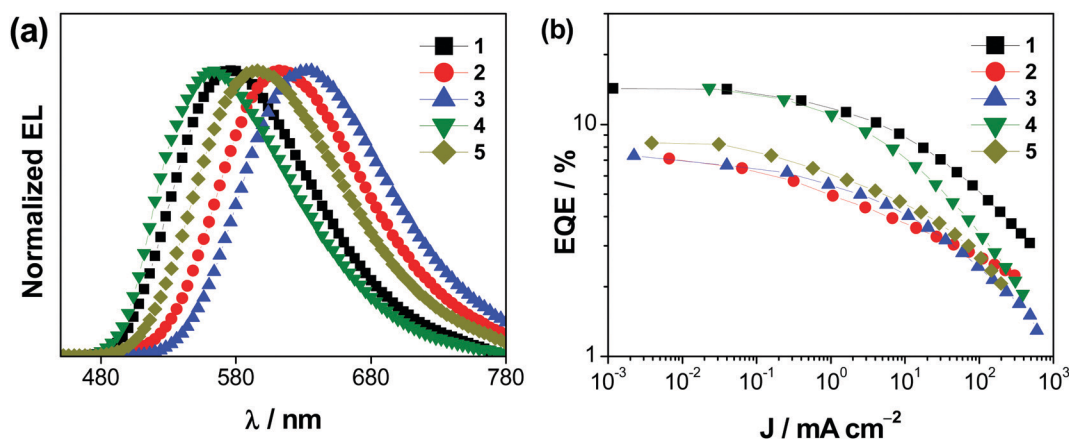 (a)
1
2
3
4
5
Normalized EL
480 580 680 780
λ / nm
(b)
1
2
3
4
5
EQE / %
10
1
10⁻³ 10⁻² 10⁻¹ 10⁰ 10¹ 10² 10³
J / mA cm⁻²